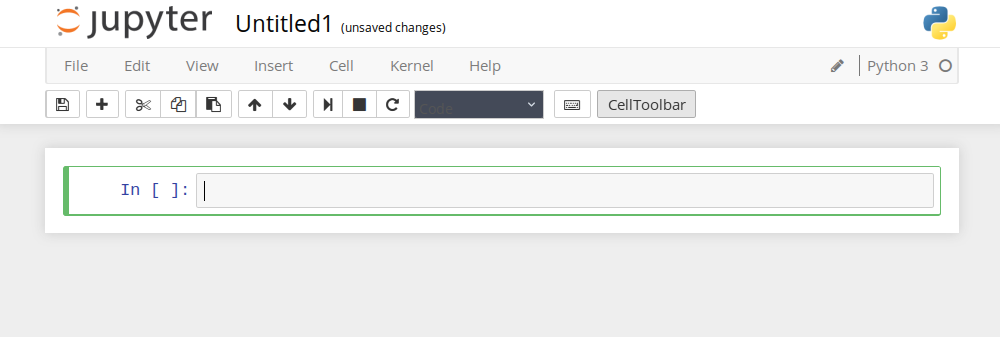 jupyter Untitled1 (unsaved changes)
File Edit View Insert Cell Kernel Help Python 3
Code CellToolbar
In [ ]: